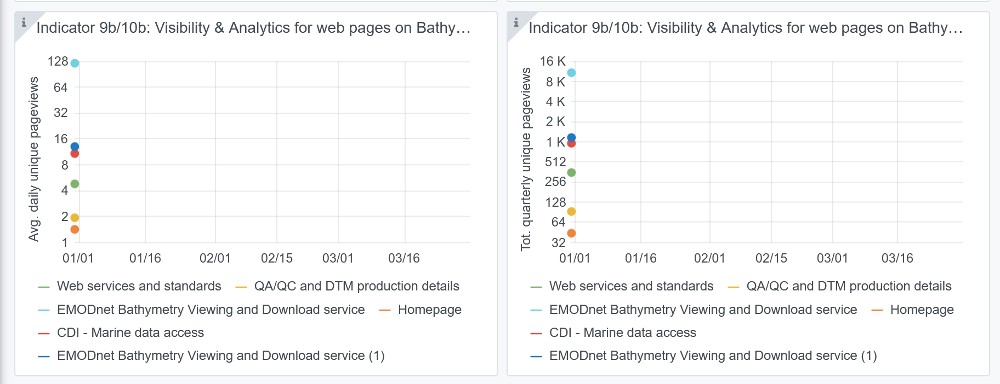 Indicator 9b/10b: Visibility & Analytics for web pages on Bathy…
Avg. daily unique pageviews
128
64
32
16
8
4
2
1
01/01 01/16 02/01 02/15 03/01 03/16
Web services and standards QA/QC and DTM production details
EMODnet Bathymetry Viewing and Download service Homepage
CDI - Marine data access
EMODnet Bathymetry Viewing and Download service (1)
Indicator 9b/10b: Visibility & Analytics for web pages on Bathy…
Tot. quarterly unique pageviews
16 K
8 K
4 K
2 K
1 K
512
256
128
64
32
01/01 01/16 02/01 02/15 03/01 03/16
Web services and standards QA/QC and DTM production details
EMODnet Bathymetry Viewing and Download service Homepage
CDI - Marine data access
EMODnet Bathymetry Viewing and Download service (1)